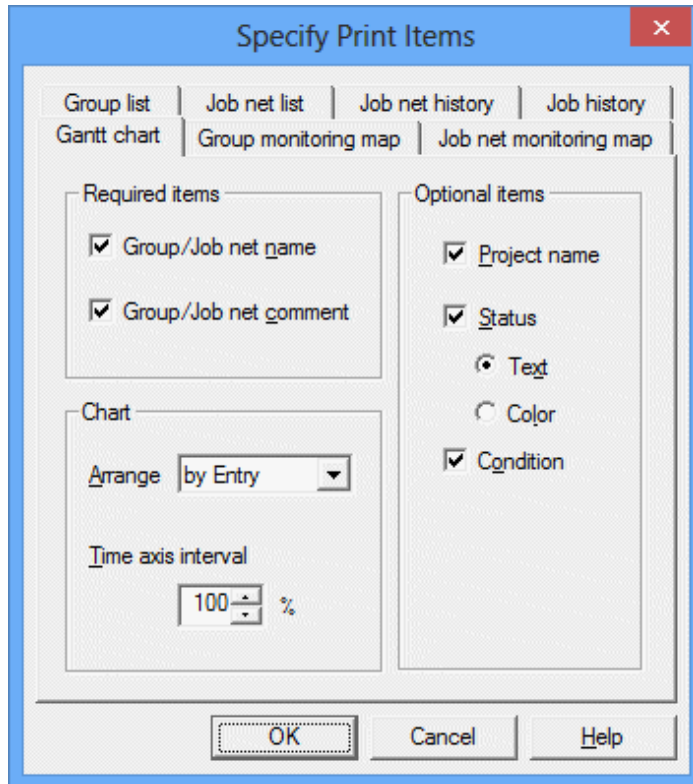 Specify Print Items
Group list
Job net list
Job net history
Job history
Gantt chart
Group monitoring map
Job net monitoring map
Required items
Group/Job net name
Group/Job net comment
Chart
Arrange by Entry
Time axis interval
100 %
Optional items
Project name
Status
Text
Color
Condition
OK
Cancel
Help